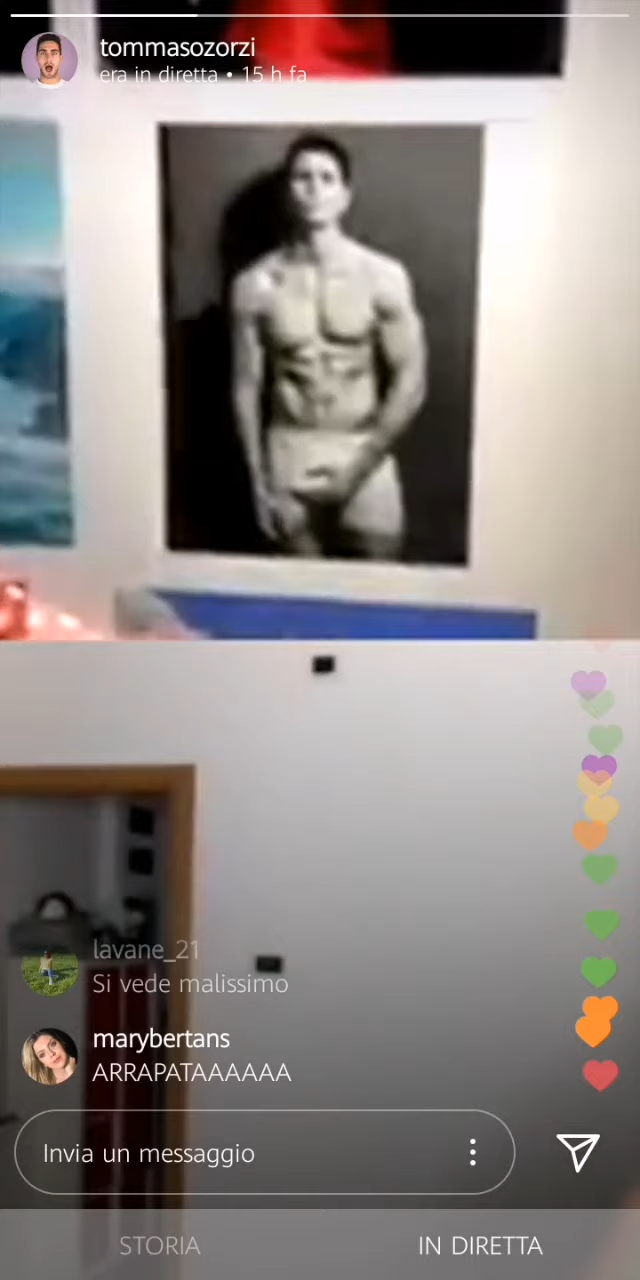 tommasozorzi
era in diretta • 15 h fa
lavane_21
Si vede malissimo
marybertans
ARRAPATAAAAAA
Invia un messaggio
STORIA
IN DIRETTA